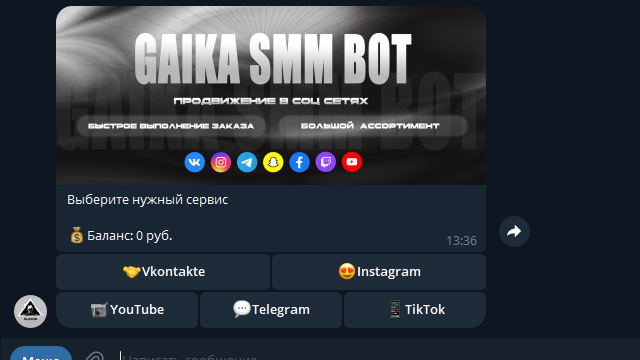 GAIKA SMM BOT
ПРОДВИЖЕНИЕ В СОЦ СЕТЯХ
БЫСТРОЕ ВЫПОЛНЕНИЕ ЗАКАЗА БОЛЬШОЙ АССОРТИМЕНТ
Выберите нужный сервис
💰Баланс: 0 руб.
13:36
🤝Vkontakte 😍Instagram
📹YouTube 💬Telegram 📱TikTok
Меню Написать сообщение...